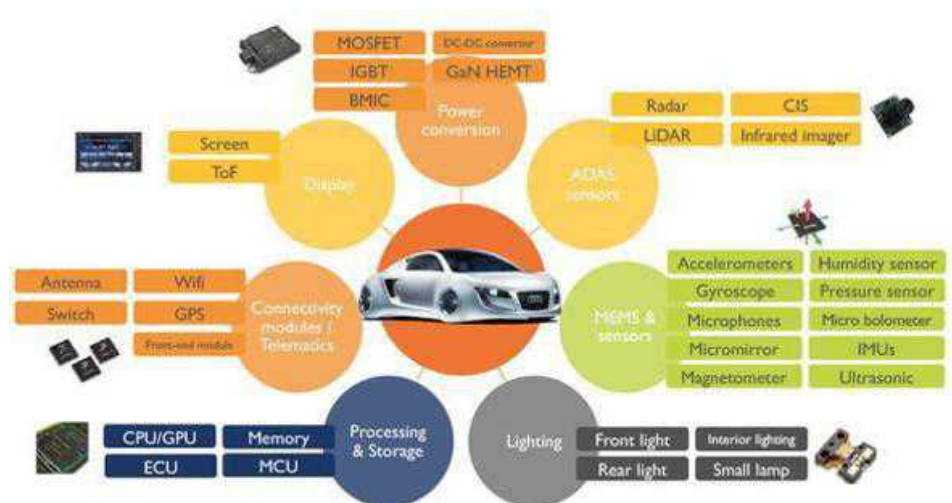 MOSFET
DC-DC convertor
IGBT
GaN HEMT
BMIC
Power
conversion
Radar
CIS
LiDAR
Infrared imager
ADAS
sensors
Screen
ToF
Display
Accelerometers
Humidity sensor
Gyroscope
Pressure sensor
Microphones
Micro bolometer
Micromirror
IMUs
Magnetometer
Ultrasonic
MEMS &
sensors
Antenna
Wifi
Switch
GPS
Front-end module
Connectivity
modules /
Telematics
CPU/GPU
Memory
ECU
MCU
Processing
& Storage
Lighting
Front light
Interior lighting
Rear light
Small lamp